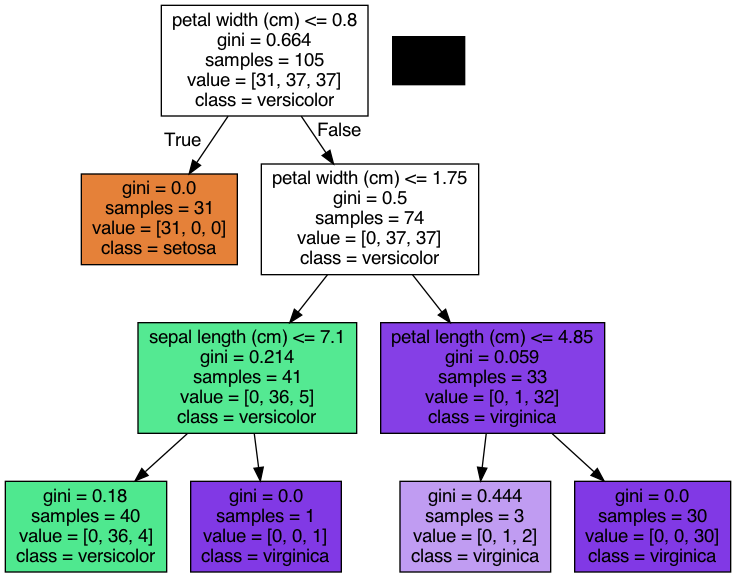 petal width (cm) <= 0.8
gini = 0.664
samples = 105
value = [31, 37, 37]
class = versicolor
True
False
gini = 0.0
samples = 31
value = [31, 0, 0]
class = setosa
petal width (cm) <= 1.75
gini = 0.5
samples = 74
value = [0, 37, 37]
class = versicolor
sepal length (cm) <= 7.1
gini = 0.214
samples = 41
value = [0, 36, 5]
class = versicolor
petal length (cm) <= 4.85
gini = 0.059
samples = 33
value = [0, 1, 32]
class = virginica
gini = 0.18
samples = 40
value = [0, 36, 4]
class = versicolor
gini = 0.0
samples = 1
value = [0, 0, 1]
class = virginica
gini = 0.444
samples = 3
value = [0, 1, 2]
class = virginica
gini = 0.0
samples = 30
value = [0, 0, 30]
class = virginica